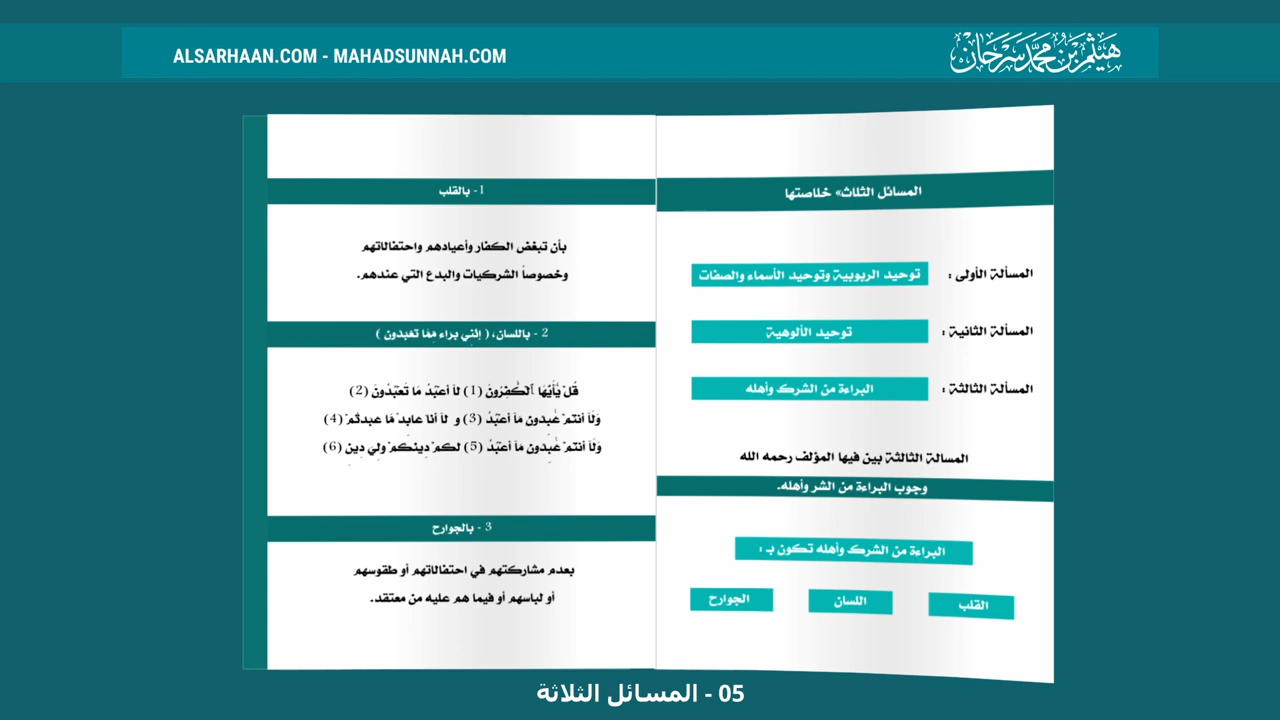 ALSARHAAN.COM - MAHADSUNNAH.COM
هيثم بن محمد سرحان
المسائل الثلاث» خلاصتها
المسألة الأولى : توحيد الربوبية وتوحيد الأسماء والصفات
المسألة الثانية : توحيد الألوهية
المسألة الثالثة : البراءة من الشرك وأهله
المسالة الثالثة بين فيها المؤلف رحمه الله
وجوب البراءة من الشر وأهله.
البراءة من الشرك وأهله تكون بـ :
القلب اللسان الجوارح
1- بالقلب
بأن تبغض الكفار وأعيادهم واحتفالاتهم
وخصوصاً الشركيات والبدع التي عندهم.
2 - باللسان، ( إنني براء مما تعبدون )
قُلْ يَٰٓأَيُّهَا ٱلْكَٰفِرُونَ (1) لَآ أَعْبُدُ مَا تَعْبُدُونَ (2)
وَلَآ أَنتُمْ عَٰبِدُونَ مَآ أَعْبُدُ (3) و لَآ أَنَا عَابِدٌ مَّا عَبَدتُّمْ (4)
وَلَآ أَنتُمْ عَٰبِدُونَ مَآ أَعْبُدُ (5) لَكُمْ دِينُكُمْ وَلِيَ دِينِ (6)
3 - بالجوارح
بعدم مشاركتهم في احتفالاتهم أو طقوسهم
أو لباسهم أو فيما هم عليه من معتقد.
05 - المسائل الثلاثة